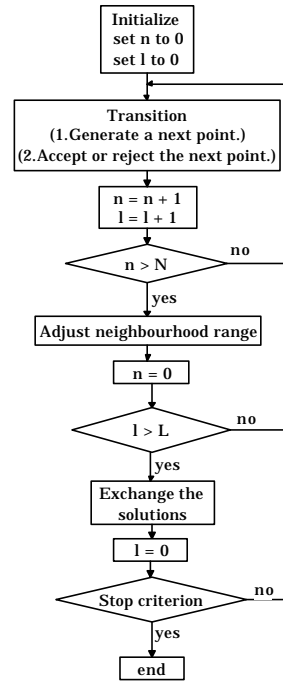 Initialize
set n to 0
set l to 0
Transition
(1.Generate a next point.)
(2.Accept or reject the next point.)
n = n + 1
l = l + 1
n > N
no
yes
Adjust neighbourhood range
n = 0
l > L
no
yes
Exchange the
solutions
l = 0
Stop criterion
no
yes
end